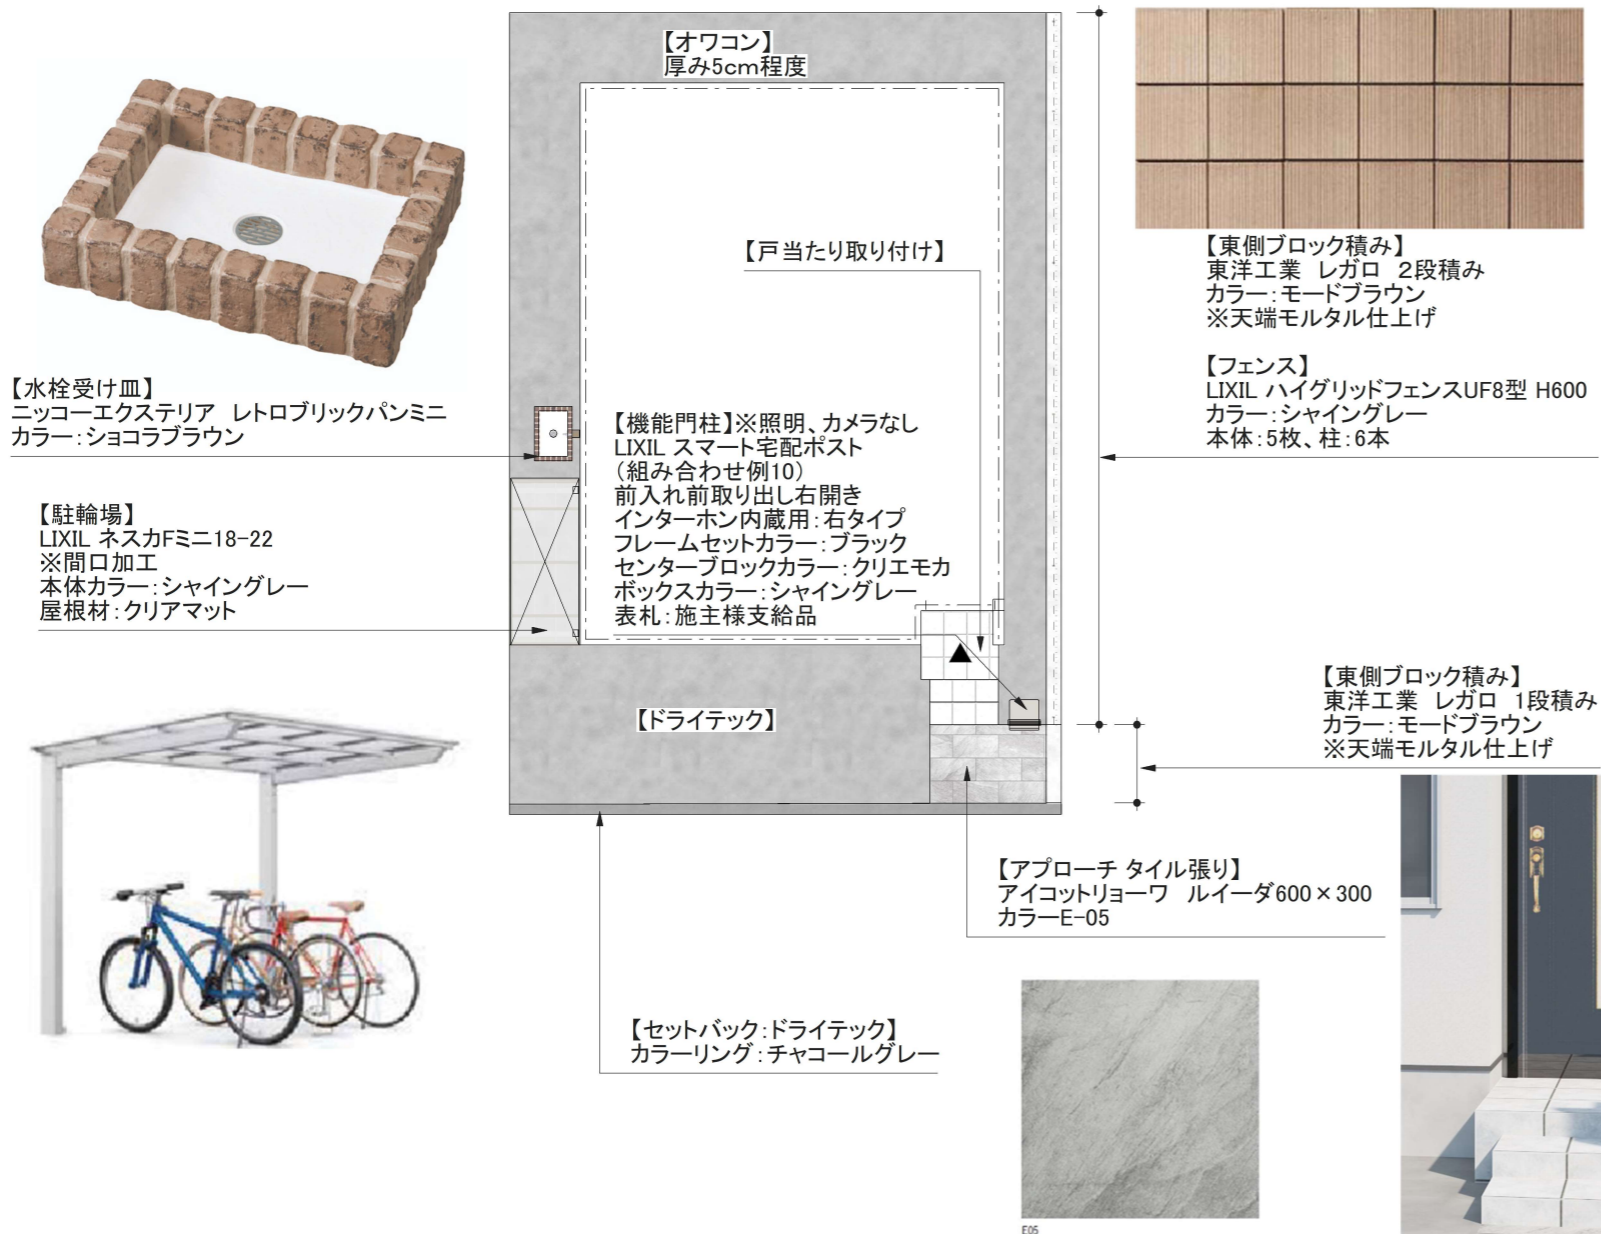 【オワコン】
厚み5cm程度
【戸当たり取り付け】
【東側ブロック積み】
東洋工業 レガロ 2段積み
カラー:モードブラウン
※天端モルタル仕上げ
【フェンス】
LIXIL ハイグリッドフェンスUF8型 H600
カラー:シャイングレー
本体:5枚、柱:6本
【水栓受け皿】
ニッコーエクステリア レトロブリックパンミニ
カラー:ショコラブラウン
【機能門柱】※照明、カメラなし
LIXIL スマート宅配ポスト
(組み合わせ例10)
前入れ前取り出し右開き
インターホン内蔵用:右タイプ
フレームセットカラー:ブラック
センターブロックカラー:クリエモカ
ボックスカラー:シャイングレー
表札:施主様支給品
【駐輪場】
LIXIL ネスカFミニ18-22
※間口加工
本体カラー:シャイングレー
屋根材:クリアマット
【東側ブロック積み】
東洋工業 レガロ 1段積み
カラー:モードブラウン
※天端モルタル仕上げ
【ドライテック】
【アプローチ タイル張り】
アイコットリョーワ ルイーダ600×300
カラーE-05
【セットバック:ドライテック】
カラーリング:チャコールグレー
E05